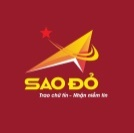 SAO ĐỎ
Trao chữ tín - Nhận niềm tin